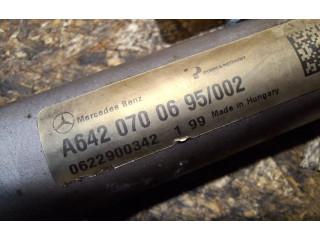 Mercedes Benz
A642 070 06 95/002
0622900342 1 99 Made in Hungary